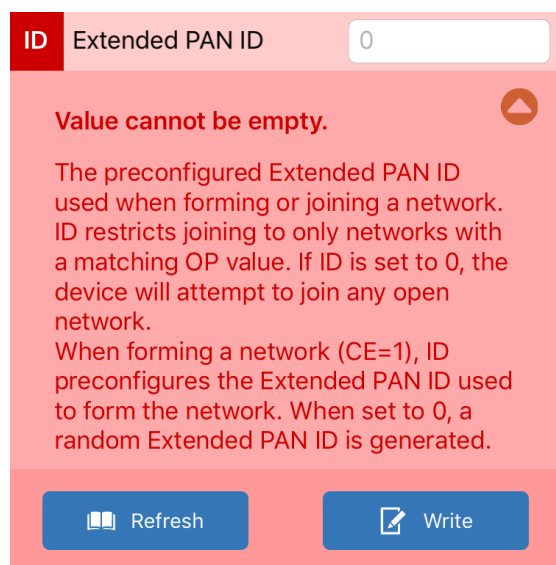 ID Extended PAN ID 0
Value cannot be empty.
The preconfigured Extended PAN ID
used when forming or joining a network.
ID restricts joining to only networks with
a matching OP value. If ID is set to 0, the
device will attempt to join any open
network.
When forming a network (CE=1), ID
preconfigures the Extended PAN ID used
to form the network. When set to 0, a
random Extended PAN ID is generated.
Refresh Write